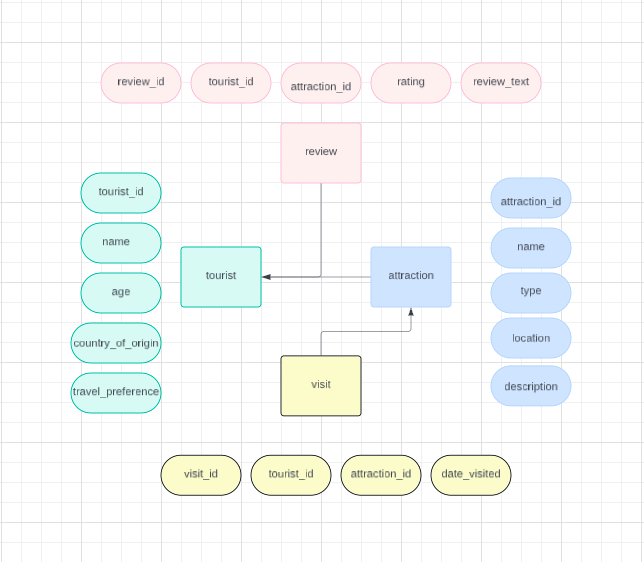 review_id
tourist_id
attraction_id
rating
review_text
review
tourist_id
name
age
country_of_origin
travel_preference
tourist
attraction
attraction_id
name
type
location
description
visit
visit_id
tourist_id
attraction_id
date_visited